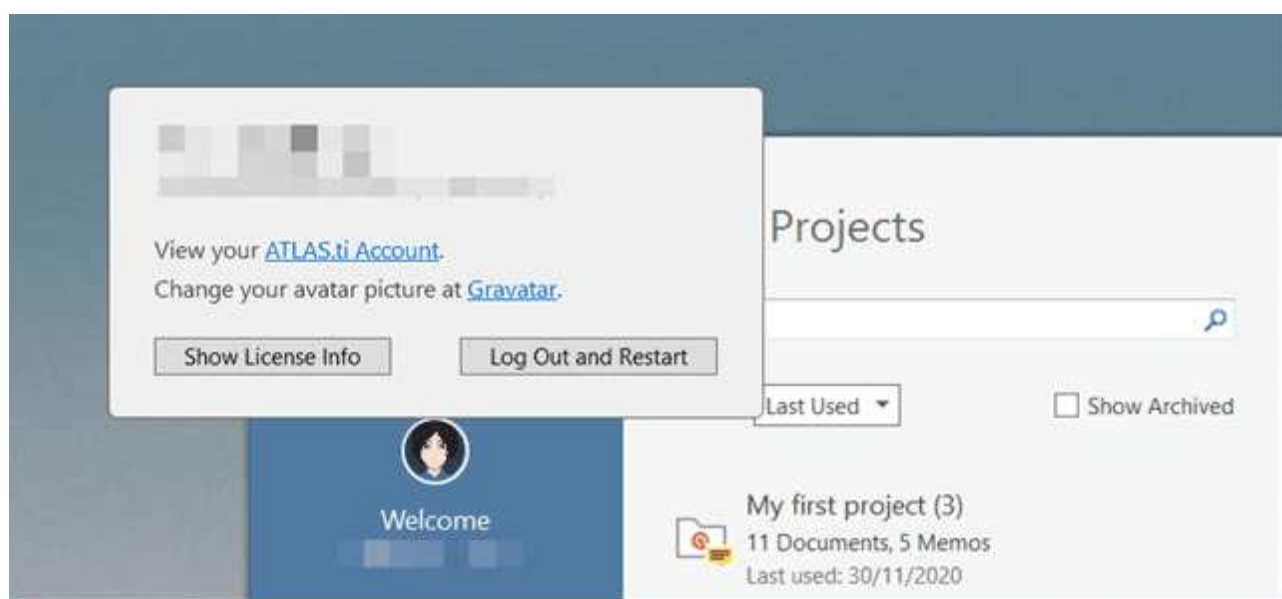 View your ATLAS.ti Account.
Change your avatar picture at Gravatar.
Show License Info
Log Out and Restart
Projects
Last Used
Show Archived
Welcome
My first project (3)
11 Documents, 5 Memos
Last used: 30/11/2020